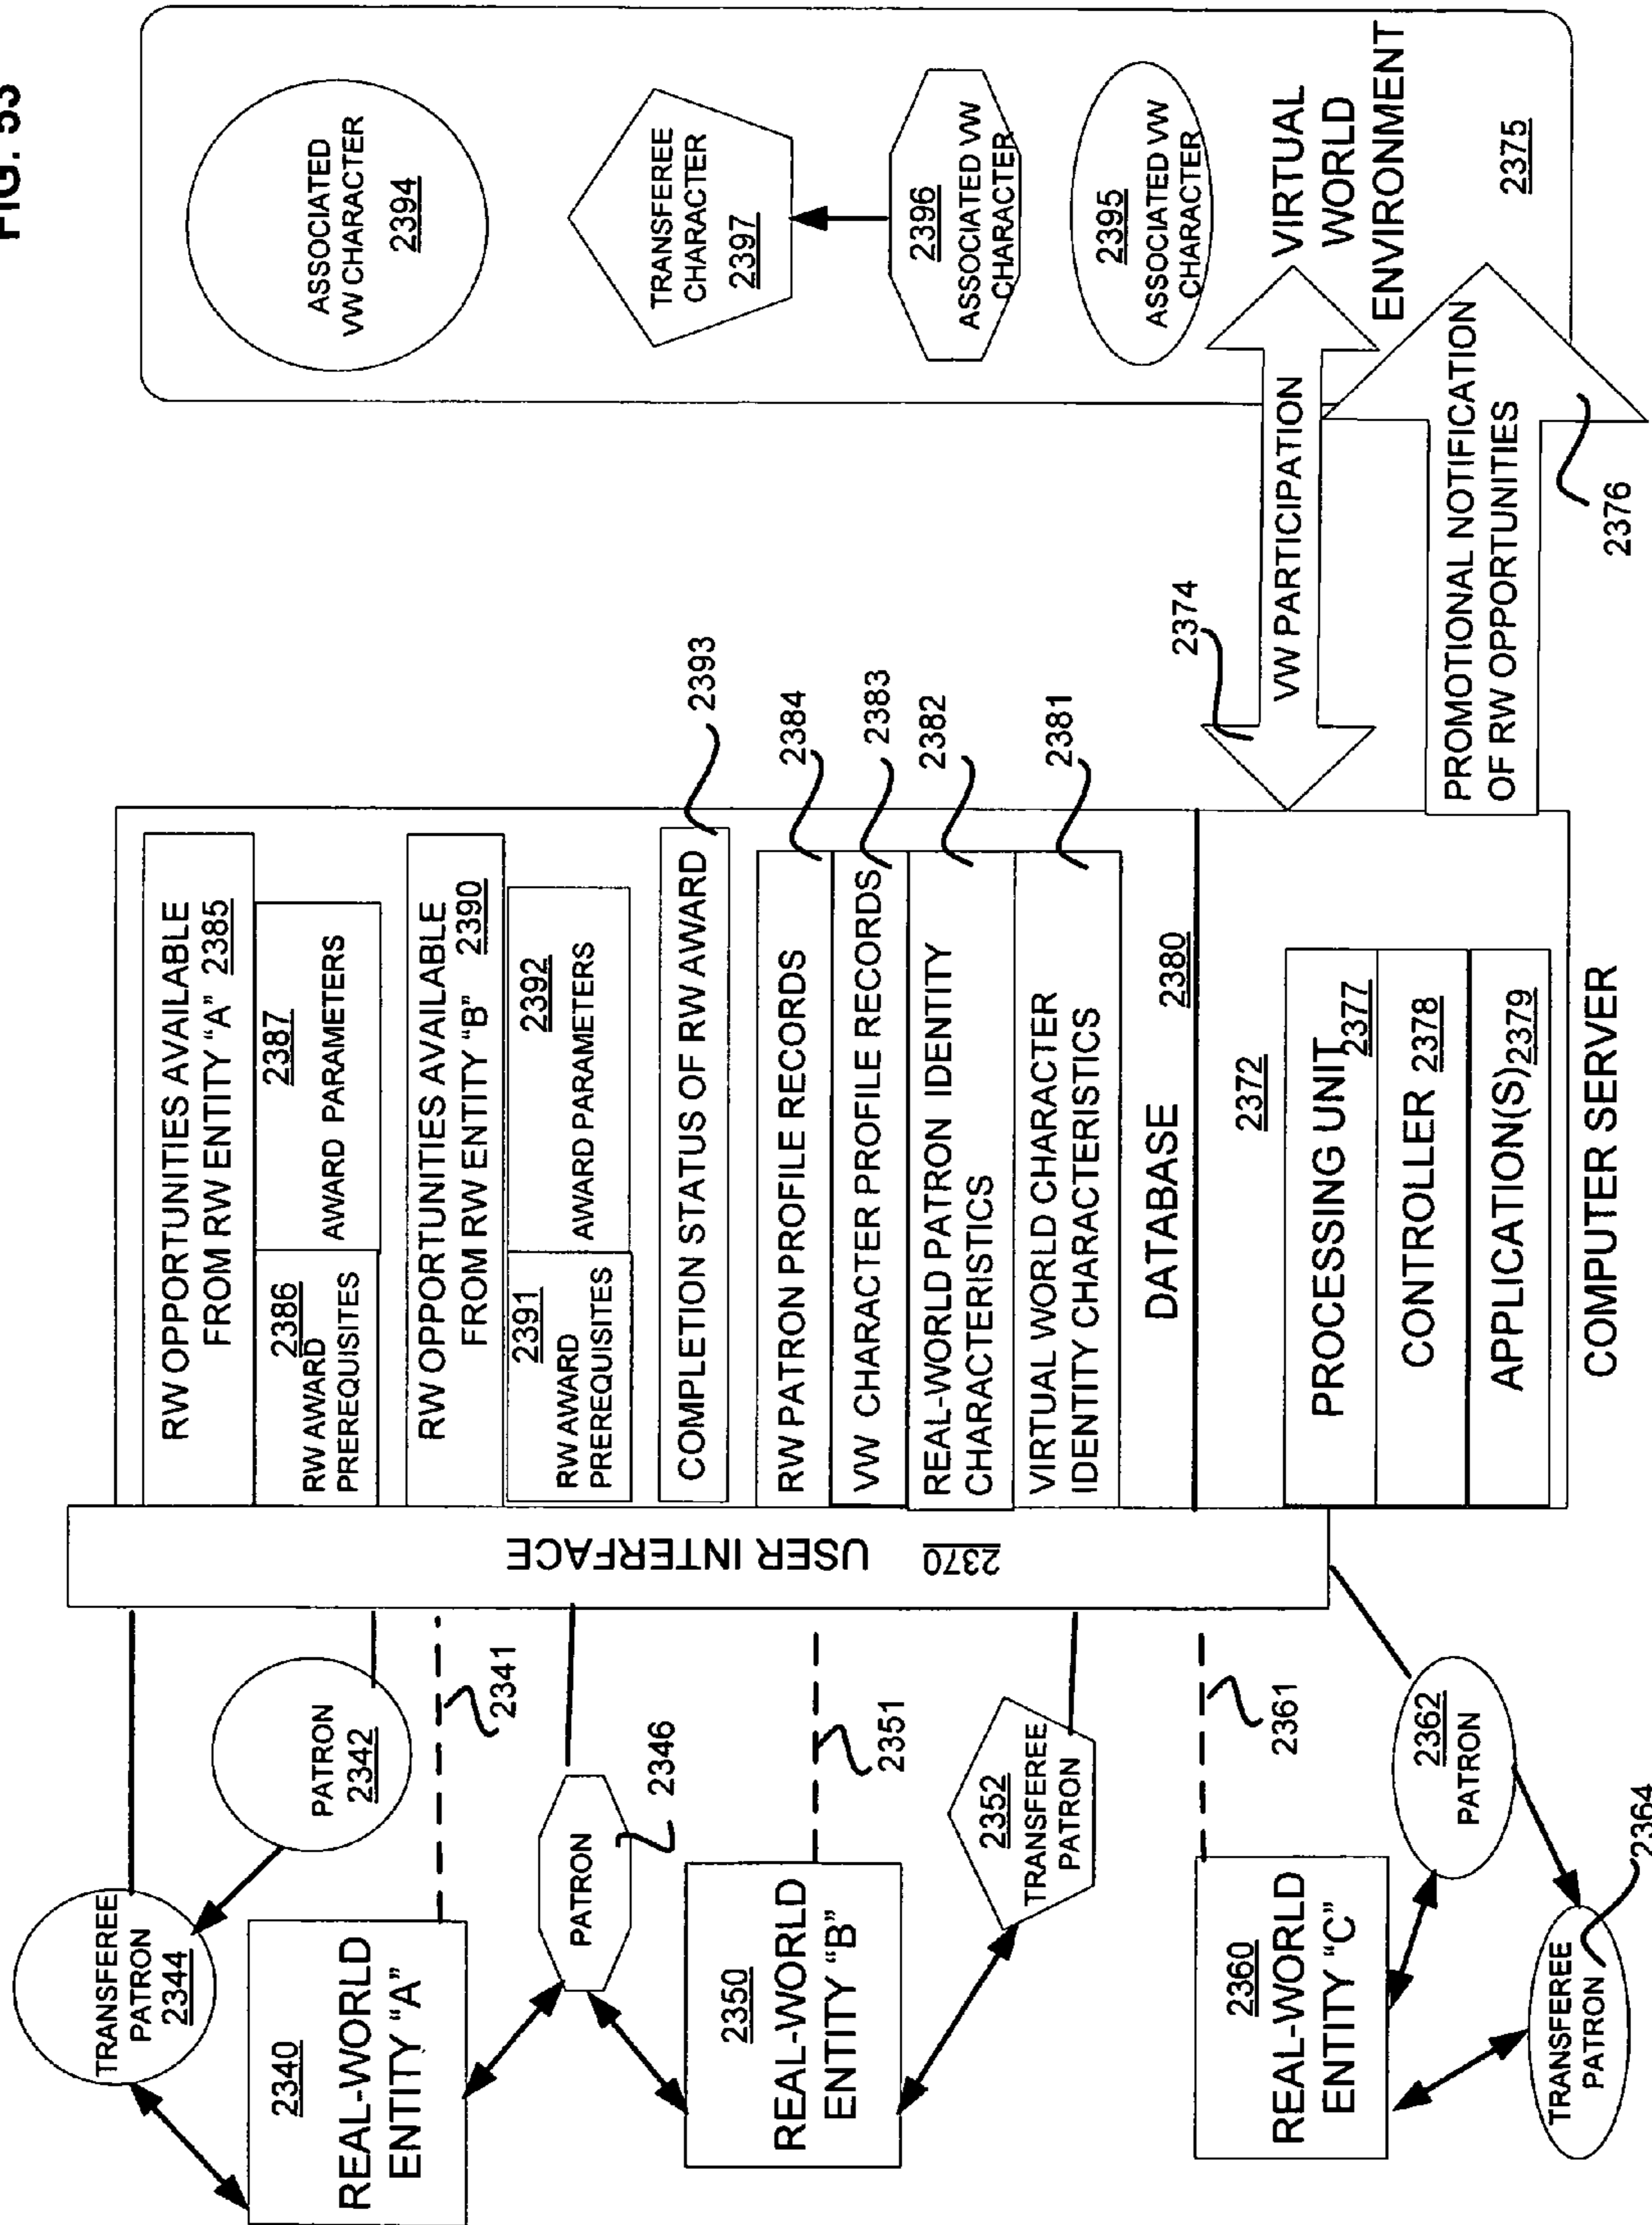 FIG. 53
TRANSFEREE
PATRON
2344
PATRON
2342
2340
REAL-WORLD
ENTITY "A"
2341
PATRON
2346
2350
REAL-WORLD
ENTITY "B"
2351
2352
TRANSFEREE
PATRON
2360
REAL-WORLD
ENTITY "C"
2361
2362
PATRON
TRANSFEREE
PATRON
2364
USER INTERFACE
2370
RW OPPORTUNITIES AVAILABLE
FROM RW ENTITY "A" 2385
2386
RW AWARD
PREREQUISITES
2387
AWARD PARAMETERS
RW OPPORTUNITIES AVAILABLE
FROM RW ENTITY "B" 2390
2391
RW AWARD
PREREQUISITES
2392
AWARD PARAMETERS
COMPLETION STATUS OF RW AWARD
2393
RW PATRON PROFILE RECORDS
2384
VW CHARACTER PROFILE RECORDS
2383
REAL-WORLD PATRON IDENTITY
CHARACTERISTICS
2382
VIRTUAL WORLD CHARACTER
IDENTITY CHARACTERISTICS
2381
DATABASE 2380
2372
PROCESSING UNIT 2377
CONTROLLER 2378
APPLICATION(S) 2379
COMPUTER SERVER
2374
VW PARTICIPATION
PROMOTIONAL NOTIFICATION
OF RW OPPORTUNITIES
2376
ASSOCIATED
VW CHARACTER
2394
TRANSFEREE
CHARACTER
2397
2396
ASSOCIATED VW
CHARACTER
2395
ASSOCIATED VW
CHARACTER
VIRTUAL
WORLD
ENVIRONMENT
2375